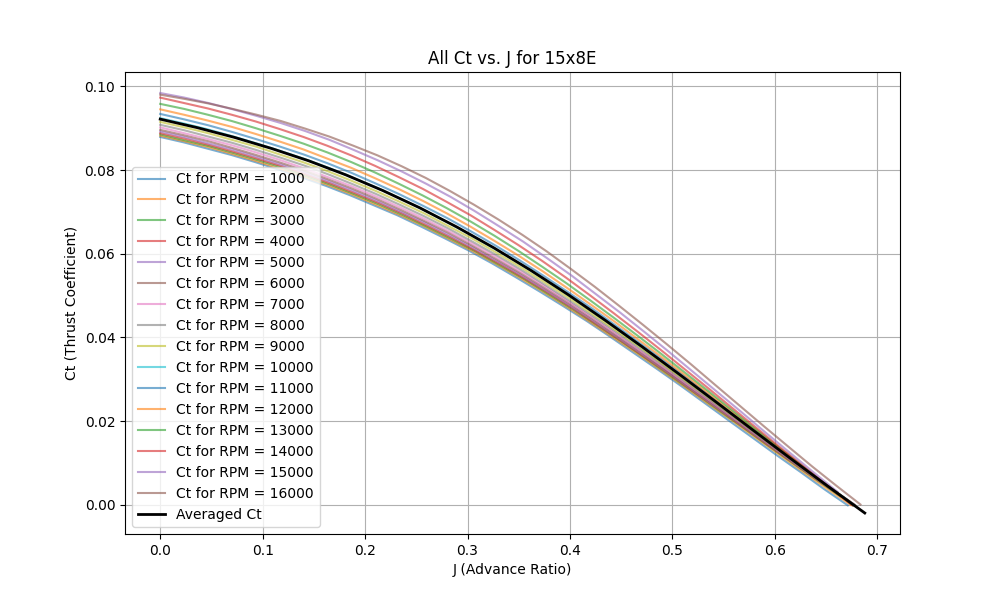 All Ct vs. J for 15x8E
Ct (Thrust Coefficient)
0.10
0.08
0.06
0.04
0.02
0.00
Ct for RPM = 1000
Ct for RPM = 2000
Ct for RPM = 3000
Ct for RPM = 4000
Ct for RPM = 5000
Ct for RPM = 6000
Ct for RPM = 7000
Ct for RPM = 8000
Ct for RPM = 9000
Ct for RPM = 10000
Ct for RPM = 11000
Ct for RPM = 12000
Ct for RPM = 13000
Ct for RPM = 14000
Ct for RPM = 15000
Ct for RPM = 16000
Averaged Ct
0.0 0.1 0.2 0.3 0.4 0.5 0.6 0.7
J (Advance Ratio)